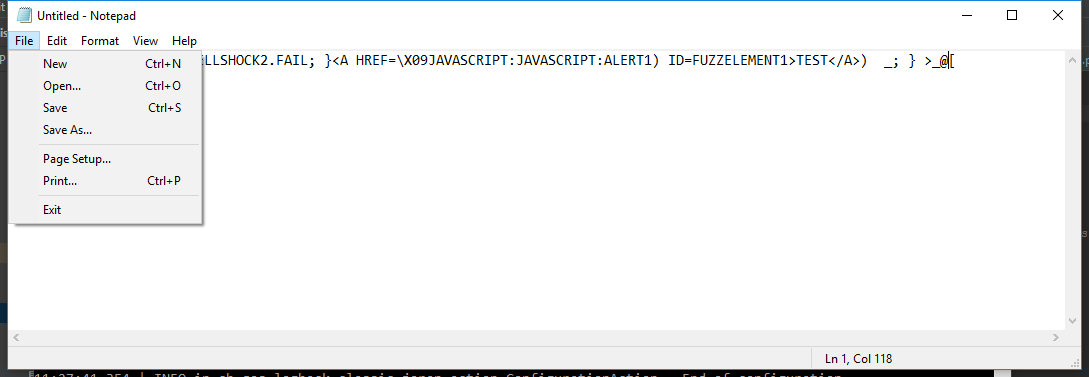 Untitled - Notepad
File Edit Format View Help
LLSHOCK2.FAIL; }<A HREF=\X09JAVASCRIPT:JAVASCRIPT:ALERT1) ID=FUZZELEMENT1>TEST</A>) _; } >_@[
New Ctrl+N
Open... Ctrl+O
Save Ctrl+S
Save As...
Page Setup...
Print... Ctrl+P
Exit
Ln 1, Col 118